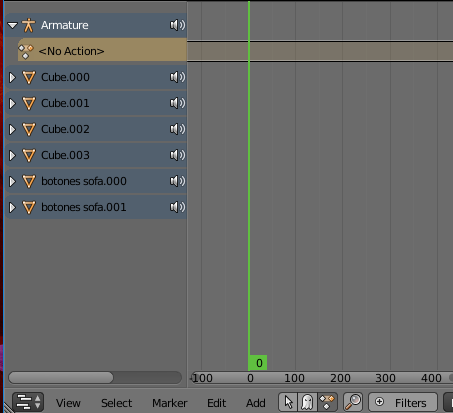 Armature
<No Action>
Cube.000
Cube.001
Cube.002
Cube.003
botones sofa.000
botones sofa.001
0
-100 0 100 200 300 400
View Select Marker Edit Add Filters